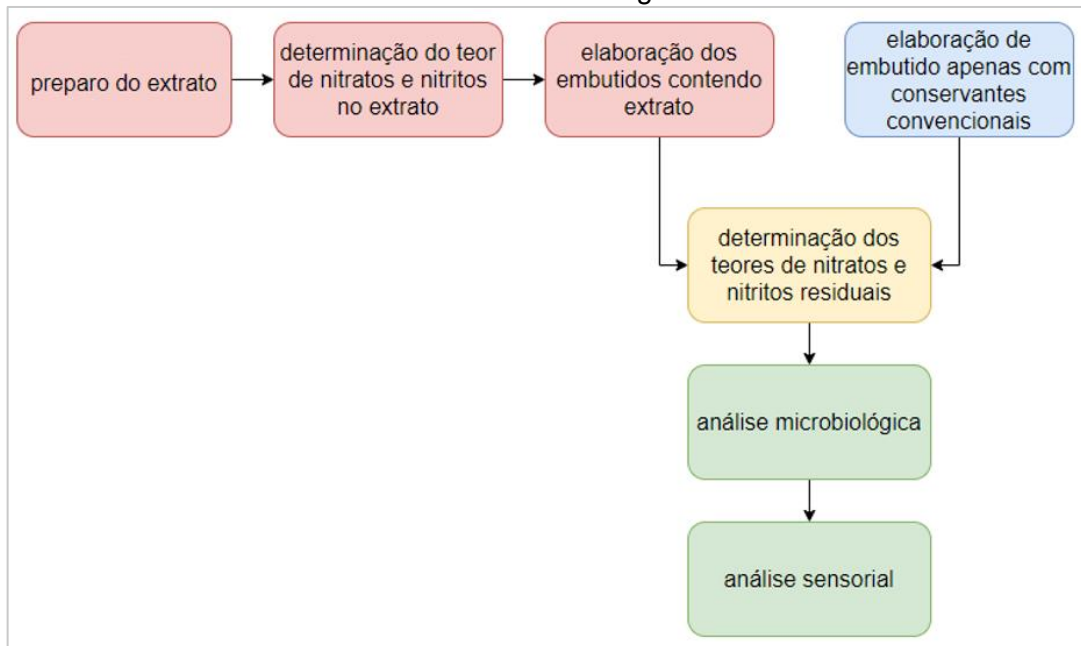 preparo do extrato
determinação do teor
de nitratos e nitritos
no extrato
elaboração dos
embutidos contendo
extrato
elaboração de
embutido apenas com
conservantes
convencionais
determinação dos
teores de nitratos e
nitritos residuais
análise microbiológica
análise sensorial